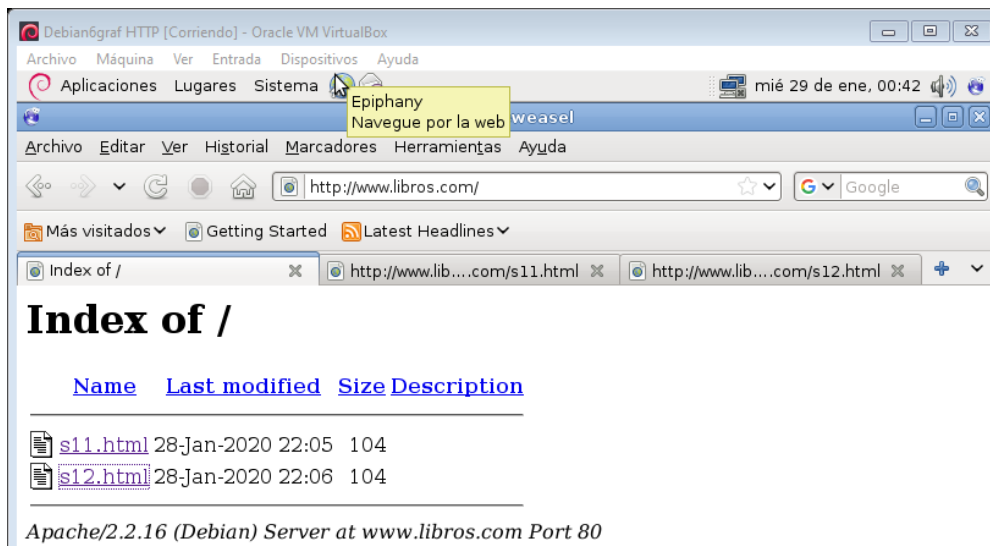 Debian6graf HTTP [Corriendo] - Oracle VM VirtualBox
Archivo Máquina Ver Entrada Dispositivos Ayuda
Aplicaciones Lugares Sistema mié 29 de ene, 00:42
Epiphany
Navegue por la web
weasel
Archivo Editar Ver Historial Marcadores Herramientas Ayuda
http://www.libros.com/ G Google
Más visitados Getting Started Latest Headlines
Index of / http://www.lib....com/s11.html http://www.lib....com/s12.html
Index of /
Name Last modified Size Description
s11.html 28-Jan-2020 22:05 104
s12.html 28-Jan-2020 22:06 104
Apache/2.2.16 (Debian) Server at www.libros.com Port 80